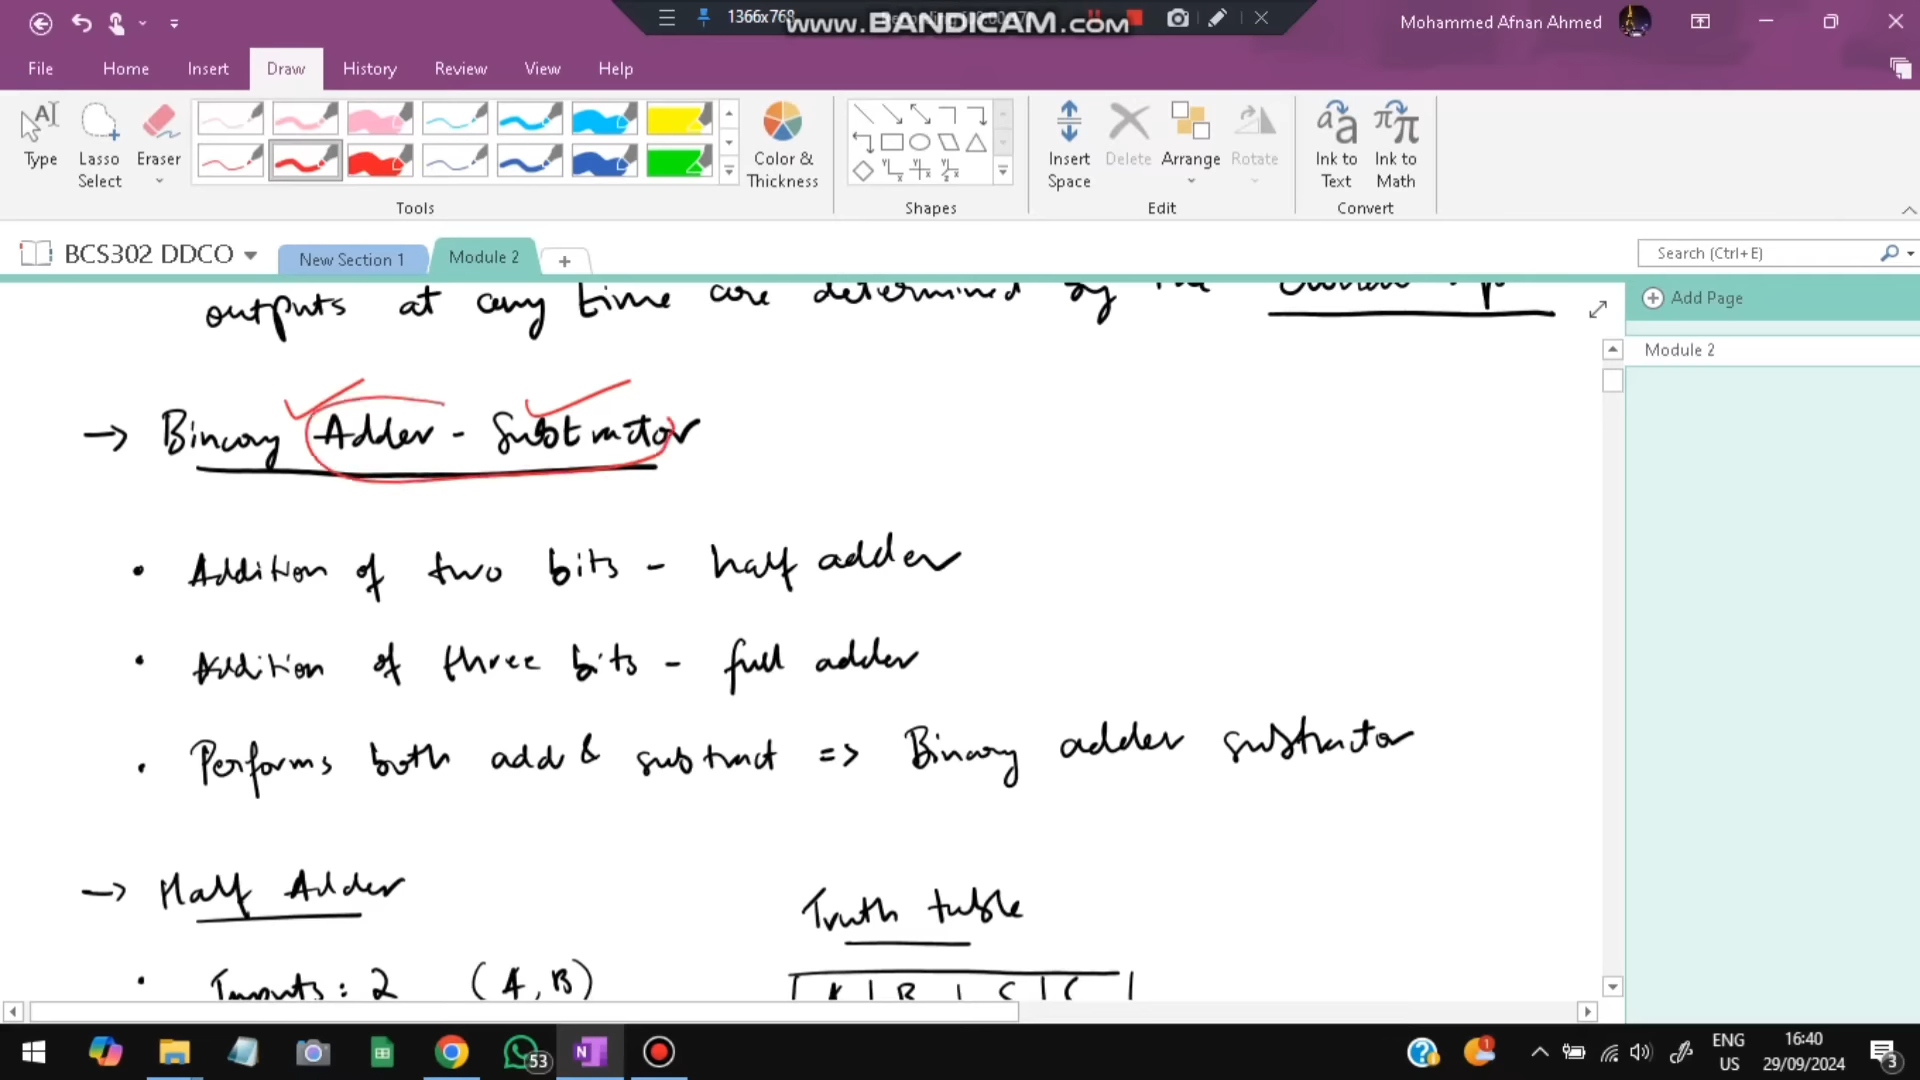 1366x768
www.BANDICAM.com
Mohammed Afnan Ahmed
File Home Insert Draw History Review View Help
Type
Lasso Select
Eraser
Color & Thickness
Insert Space
Delete
Arrange
Rotate
Ink to Text
Ink to Math
Tools Shapes Edit Convert
BCS302 DDCO
New Section 1
Module 2
Search (Ctrl+E)
Add Page
Module 2
outputs at any time are determined by the
→ Binary Adder - Subtractor
• Addition of two bits - half adder
• Addition of three bits - full adder
• Performs both add & subtract => Binary adder subtractor
→ Half Adder
Truth table
• Inputs : 2 (A, B)
A B S C
53
1
ENG US
16:40
29/09/2024
3